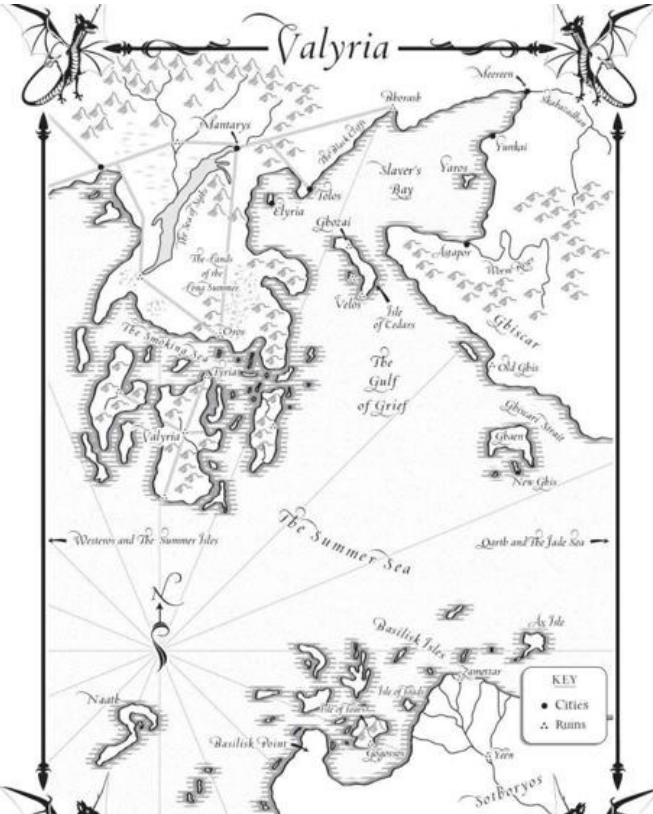 Valyria
Meereen
Skahazadhan
Bhorash
Mantarys
The Black Cliffs
Yunkai
Slaver's
Bay
Yaros
Tolos
Elyria
The Sea of Sighs
Ghozai
Astapor
Worm River
The Lands
of the
Long Summer
Velos
Isle
of Cedars
Ghiscar
Oros
The Smoking Sea
Tyria
The
Gulf
of Grief
Old Ghis
Ghiscari Strait
Valyria
Ghaen
New Ghis
The Summer Sea
Westeros and The Summer Isles
Qarth and The Jade Sea
N
Basilisk Isles
Ax Isle
Zamettar
KEY
Cities
Ruins
Naath
Isle of Toads
Isle of Tears
Basilisk Point
Gogossos
Yeen
Sothoryos